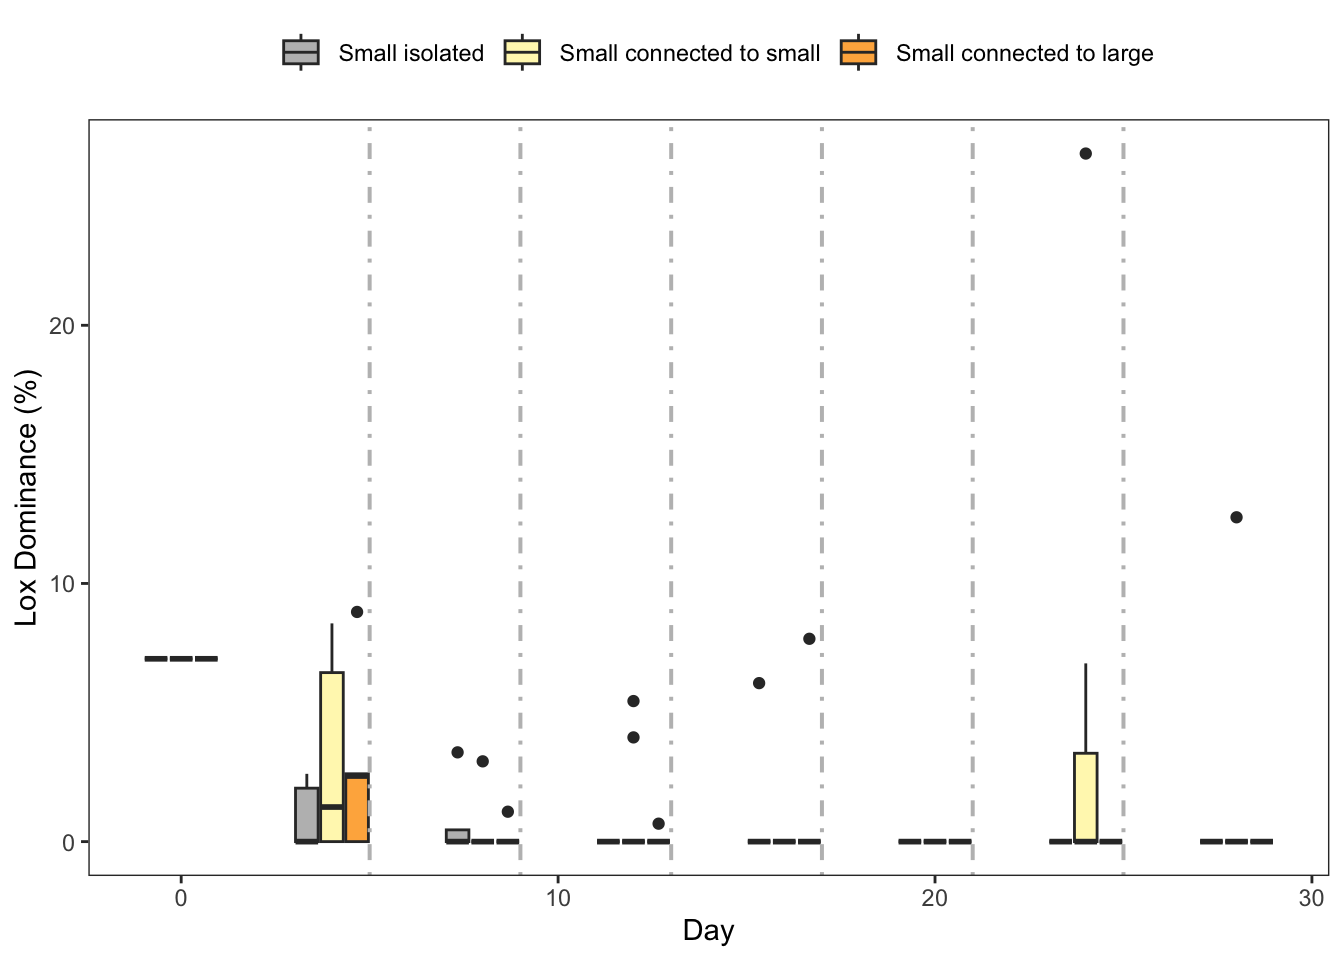 Small isolated Small connected to small Small connected to large
Lox Dominance (%)
20
10
0
0 10 20 30
Day